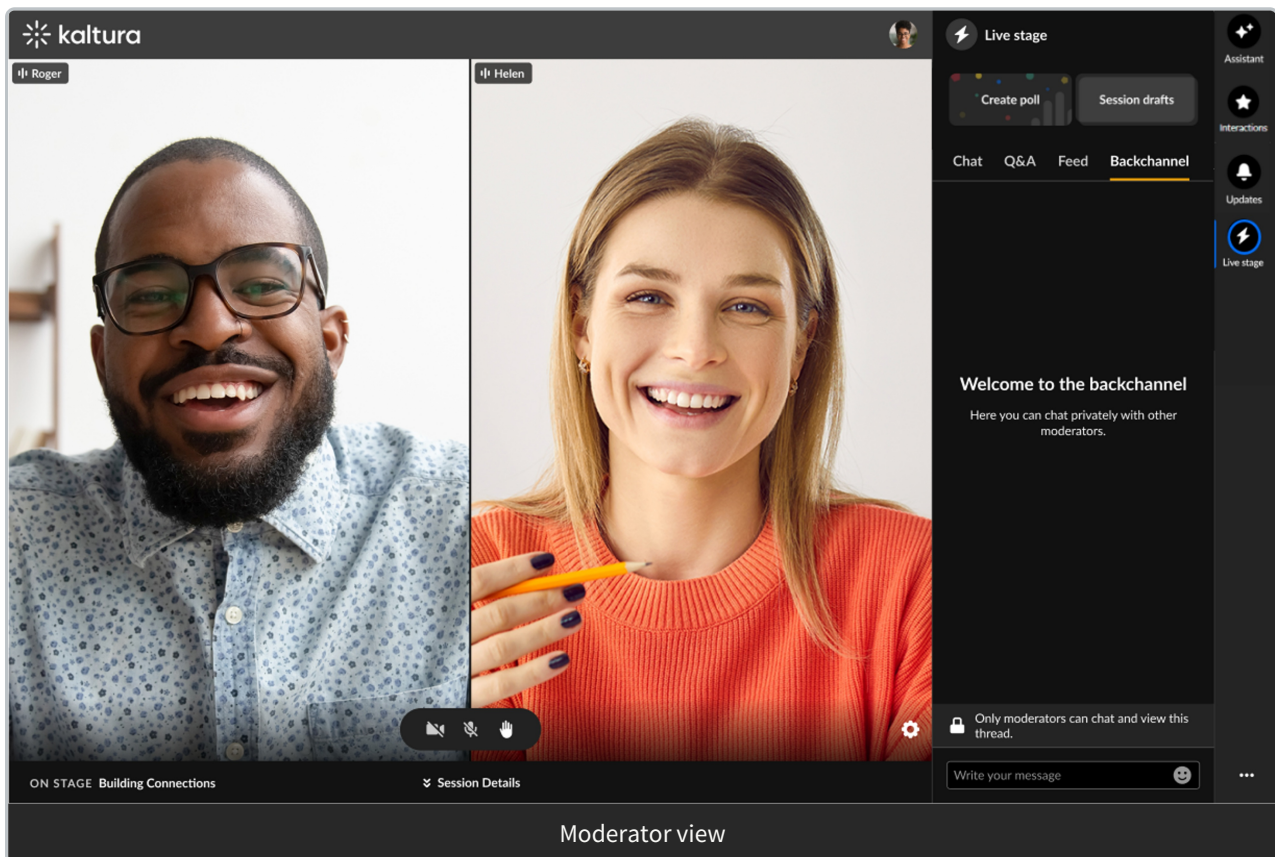 kaltura
Roger
Helen
ON STAGE Building Connections
Session Details
Live stage
Create poll
Session drafts
Chat Q&A Feed Backchannel
Welcome to the backchannel
Here you can chat privately with other
moderators.
Only moderators can chat and view this
thread.
Write your message
Assistant
Interactions
Updates
Live stage
Moderator view